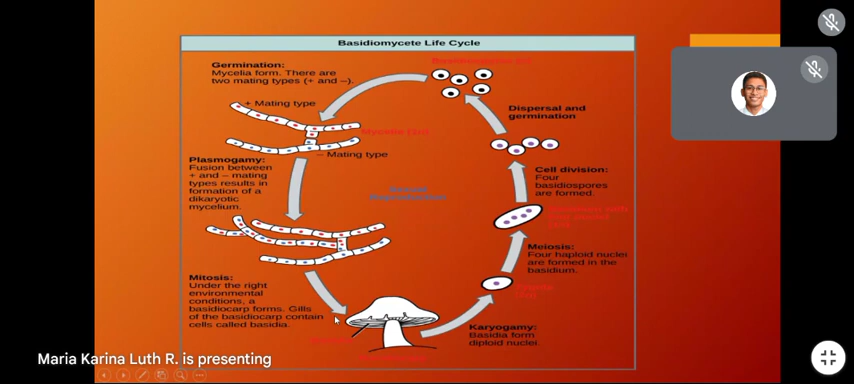 Basidiomycete Life Cycle
Germination:
Mycelia form. There are
two mating types (+ and –).
+ Mating type
– Mating type
Plasmogamy:
Fusion between
+ and – mating
types results in
formation of a
dikaryotic
mycelium.
Mitosis:
Under the right
environmental
conditions, a
basidiocarp forms. Gills
of the basidiocarp contain
cells called basidia.
Karyogamy:
Basidia form
diploid nuclei.
Meiosis:
Four haploid nuclei
are formed in the
basidium.
Cell division:
Four
basidiospores
are formed.
Dispersal and
germination
Maria Karina Luth R. is presenting